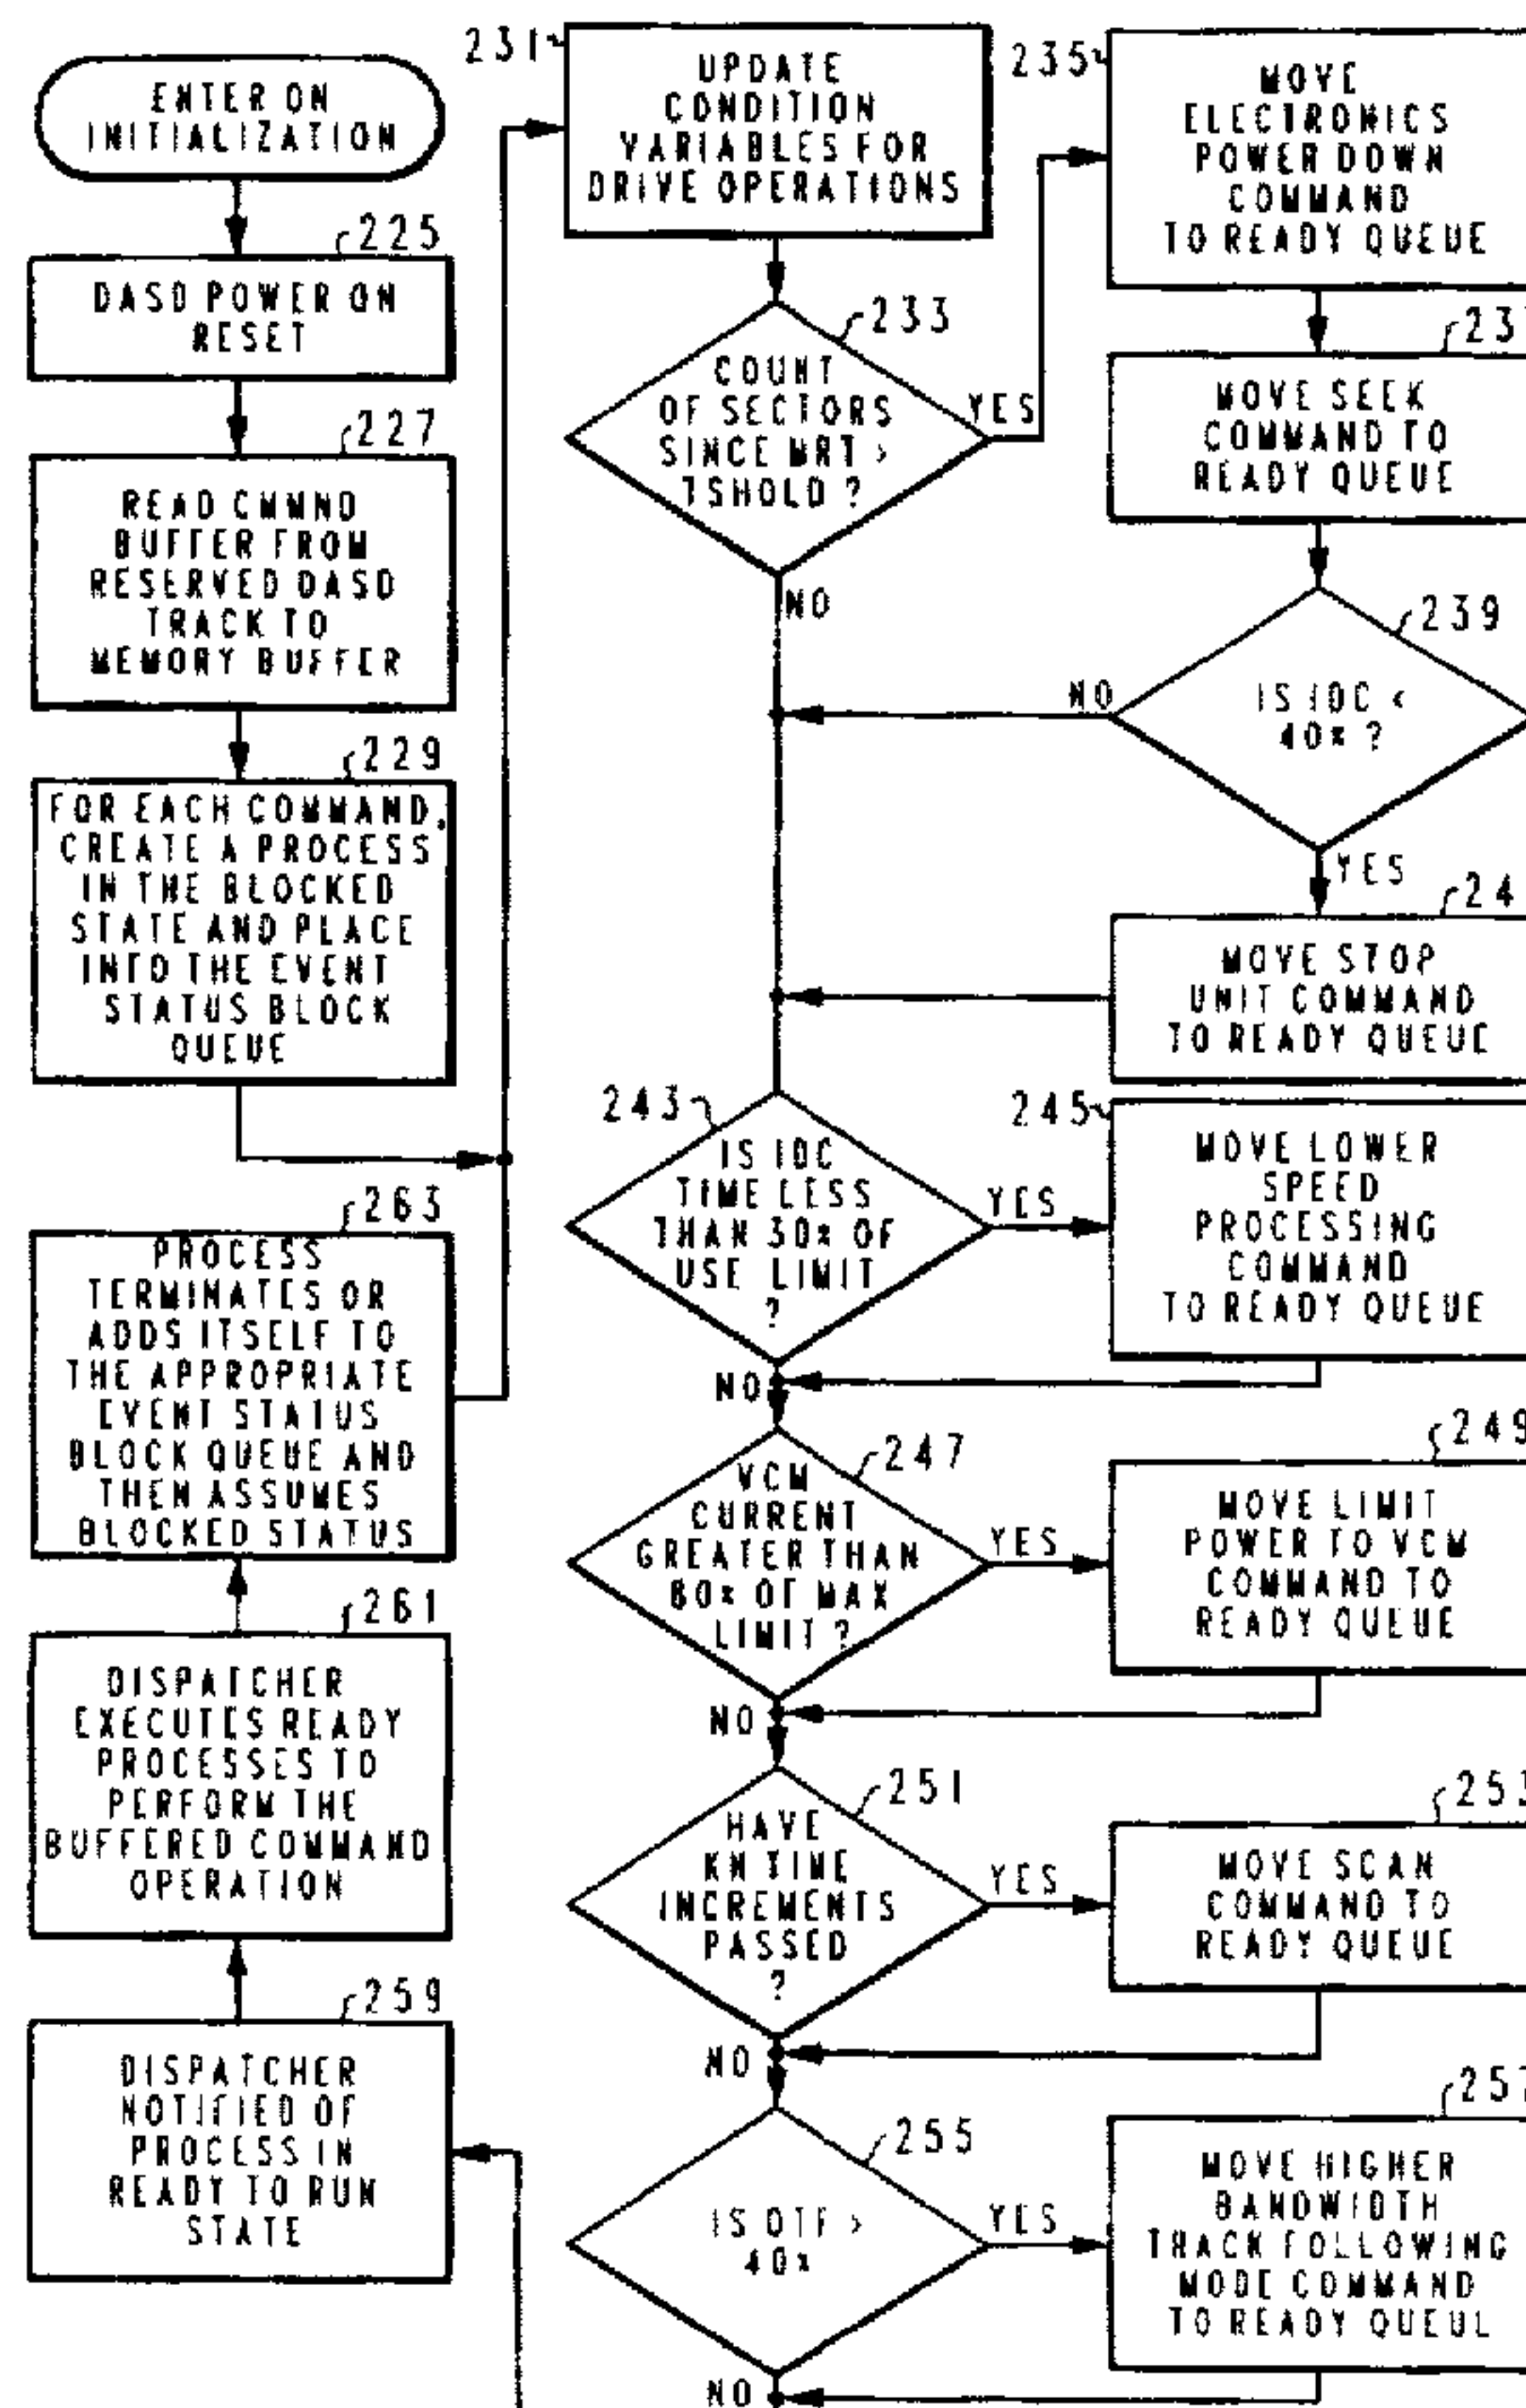 ENTER ON
INITIALIZATION
225
DASD POWER ON
RESET
227
READ CMMND
BUFFER FROM
RESERVED DASD
TRACK TO
MEMORY BUFFER
229
FOR EACH COMMAND,
CREATE A PROCESS
IN THE BLOCKED
STATE AND PLACE
INTO THE EVENT
STATUS BLOCK
QUEUE
263
PROCESS
TERMINATES OR
ADDS ITSELF TO
THE APPROPRIATE
EVENT STATUS
BLOCK QUEUE AND
THEN ASSUMES
BLOCKED STATUS
261
DISPATCHER
EXECUTES READY
PROCESSES TO
PERFORM THE
BUFFERED COMMAND
OPERATION
259
DISPATCHER
NOTIFIED OF
PROCESS IN
READY TO RUN
STATE
231
UPDATE
CONDITION
VARIABLES FOR
DRIVE OPERATIONS
233
COUNT
OF SECTORS
SINCE MRT >
TSHOLD ?
YES
NO
243
IS IDC
TIME LESS
THAN 30% OF
USE LIMIT
?
YES
NO
247
VCM
CURRENT
GREATER THAN
80% OF MAX
LIMIT ?
YES
NO
251
HAVE
KN TIME
INCREMENTS
PASSED
?
YES
NO
255
IS OTF >
40%
YES
NO
235
MOVE
ELECTRONICS
POWER DOWN
COMMAND
TO READY QUEUE
23
MOVE SEEK
COMMAND TO
READY QUEUE
239
IS IDC <
40% ?
NO
YES
24
MOVE STOP
UNIT COMMAND
TO READY QUEUE
245
MOVE LOWER
SPEED
PROCESSING
COMMAND
TO READY QUEUE
249
MOVE LIMIT
POWER TO VCM
COMMAND TO
READY QUEUE
253
MOVE SCAN
COMMAND TO
READY QUEUE
257
MOVE HIGHER
BANDWIDTH
TRACK FOLLOWING
MODE COMMAND
TO READY QUEUE